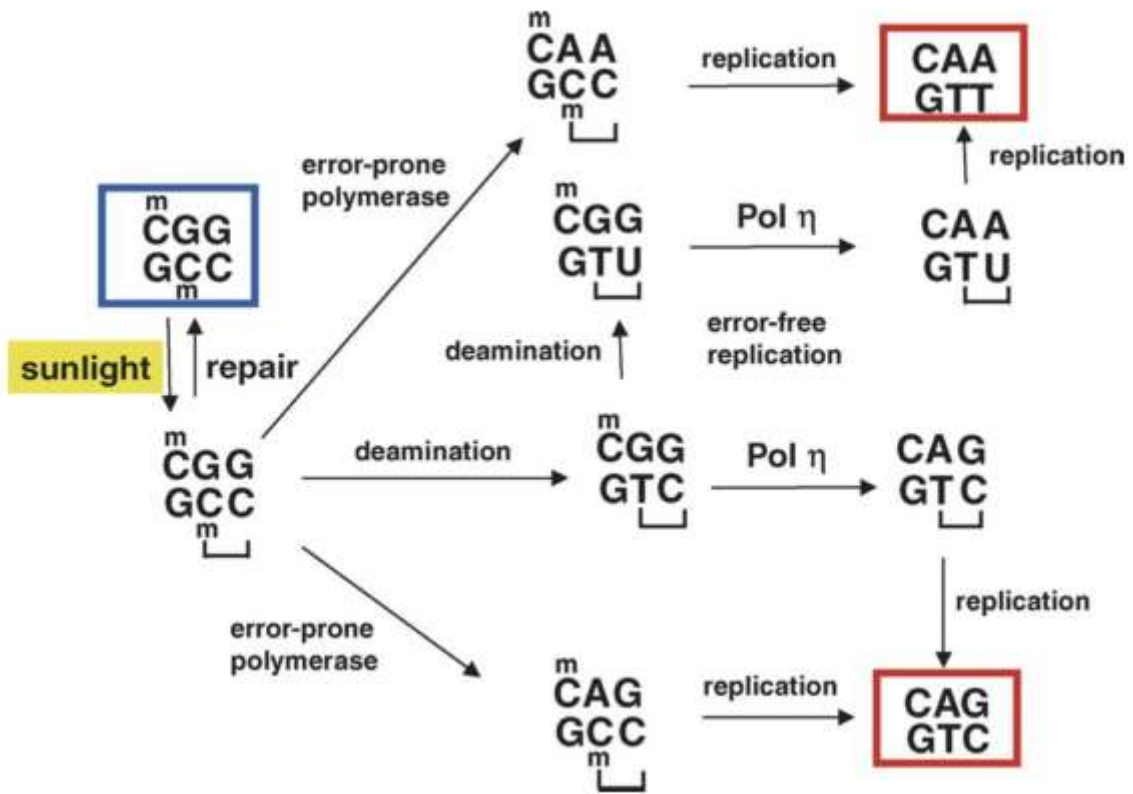 m
CAA
GCC
m
replication
CAA
GTT
error-prone
polymerase
replication
m
CGG
GCC
m
m
CGG
GTU
Pol η
CAA
GTU
sunlight
repair
deamination
error-free
replication
m
CGG
GCC
m
deamination
m
CGG
GTC
Pol η
CAG
GTC
error-prone
polymerase
replication
m
CAG
GCC
m
replication
CAG
GTC